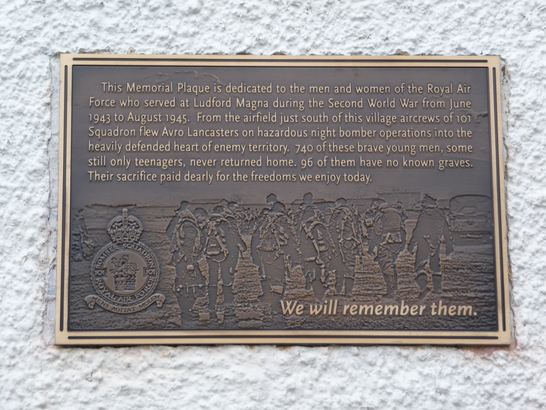 This Memorial Plaque is dedicated to the men and women of the Royal Air
Force who served at Ludford Magna during the Second World War from June
1943 to August 1945. From the airfield just south of this village aircrews of 101
Squadron flew Avro Lancasters on hazardous night bomber operations into the
heavily defended heart of enemy territory. 740 of these brave young men, some
still only teenagers, never returned home. 96 of them have no known graves.
Their sacrifice paid dearly for the freedoms we enjoy today.
ROYAL AIR FORCE
We will remember them.